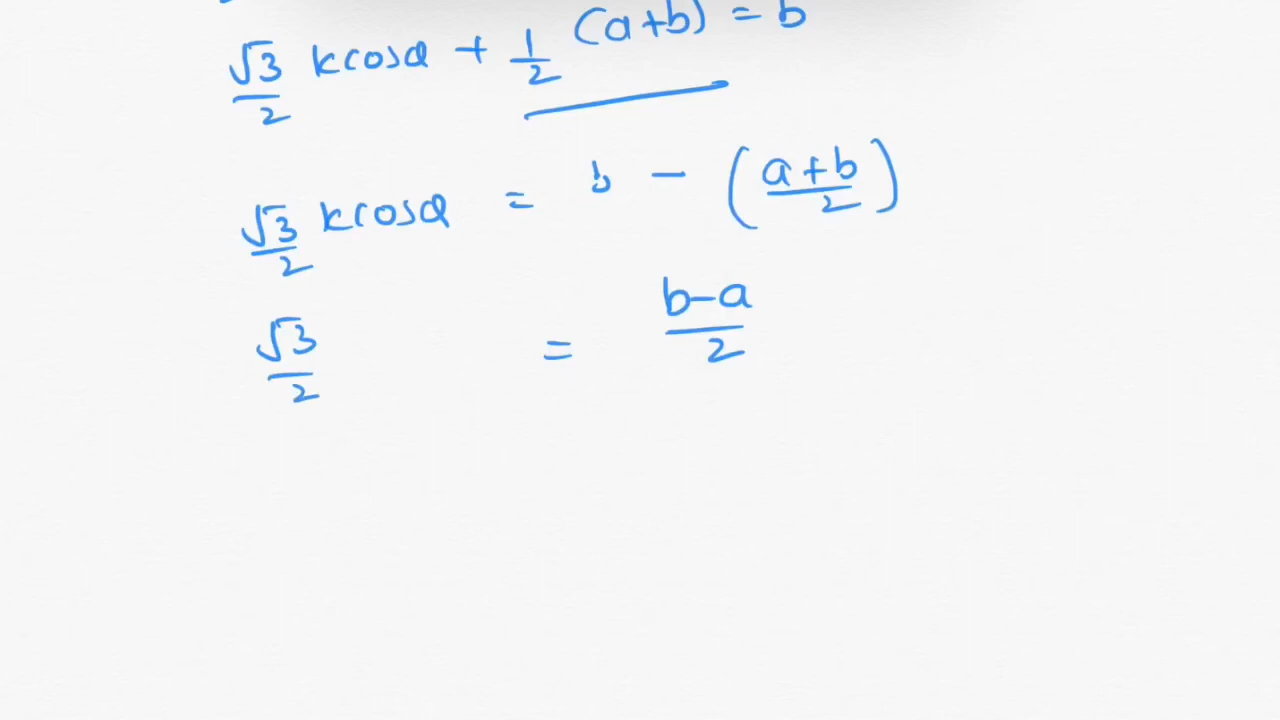 √3/2 kcosα + 1/2 (a+b) = b
√3/2 kcosα = b - (a+b/2)
√3/2 = b-a/2